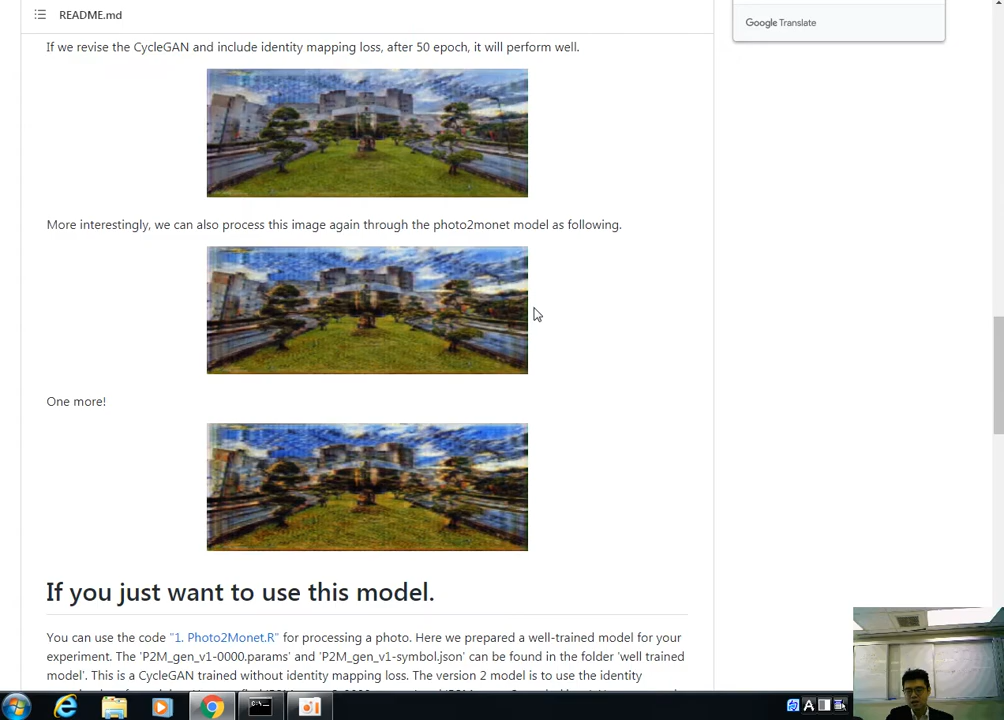 README.md
Google Translate
If we revise the CycleGAN and include identity mapping loss, after 50 epoch, it will perform well.
More interestingly, we can also process this image again through the photo2monet model as following.
One more!
If you just want to use this model.
You can use the code "1. Photo2Monet.R" for processing a photo. Here we prepared a well-trained model for your
experiment. The 'P2M_gen_v1-0000.params' and 'P2M_gen_v1-symbol.json' can be found in the folder 'well trained
model'. This is a CycleGAN trained without identity mapping loss. The version 2 model is to use the identity
A